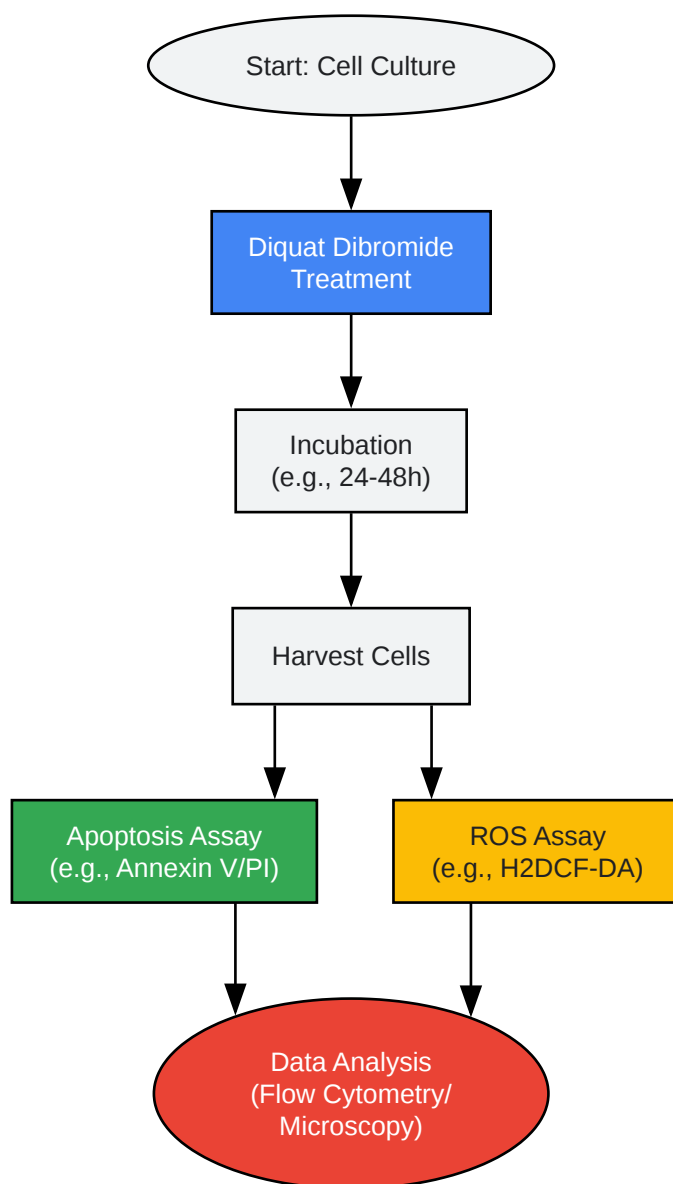 Start: Cell Culture
Diquat Dibromide
Treatment
Incubation
(e.g., 24-48h)
Harvest Cells
Apoptosis Assay
(e.g., Annexin V/PI)
ROS Assay
(e.g., H2DCF-DA)
Data Analysis
(Flow Cytometry/
Microscopy)